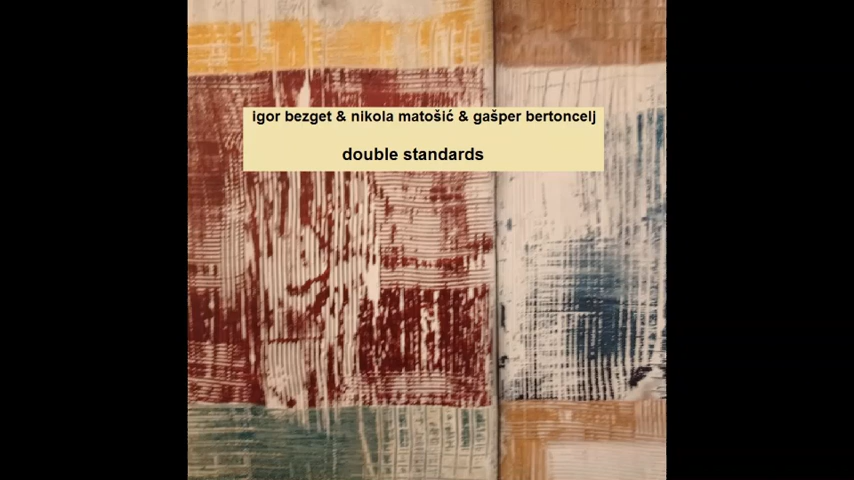 igor bezget & nikola matošić & gašper bertoncelj
double standards